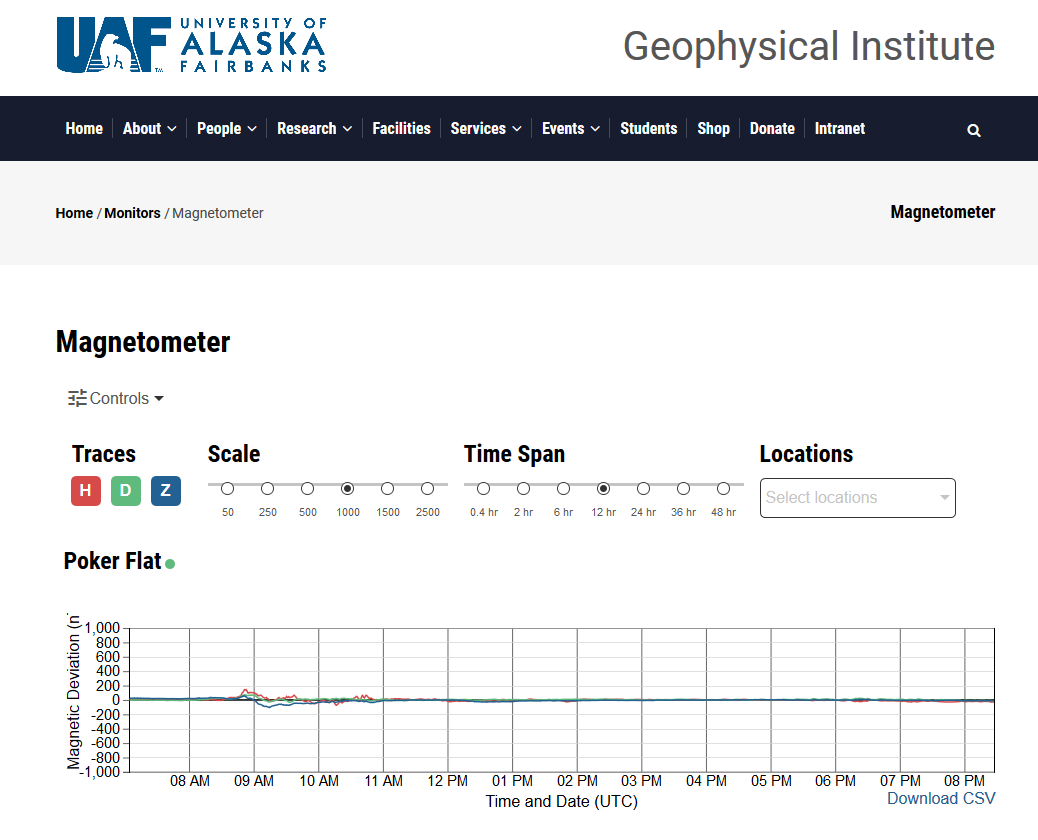 UAF UNIVERSITY OF
ALASKA
FAIRBANKS
TM
Geophysical Institute
Home About People Research Facilities Services Events Students Shop Donate Intranet
Home / Monitors / Magnetometer
Magnetometer
Magnetometer
Controls
Traces Scale Time Span Locations
H D Z
Select locations
50 250 500 1000 1500 2500 0.4 hr 2 hr 6 hr 12 hr 24 hr 36 hr 48 hr
Poker Flat
Magnetic Deviation (n
1,000
800
600
400
200
0
-200
-400
-600
-800
-1,000
08 AM 09 AM 10 AM 11 AM 12 PM 01 PM 02 PM 03 PM 04 PM 05 PM 06 PM 07 PM 08 PM
Time and Date (UTC)
Download CSV